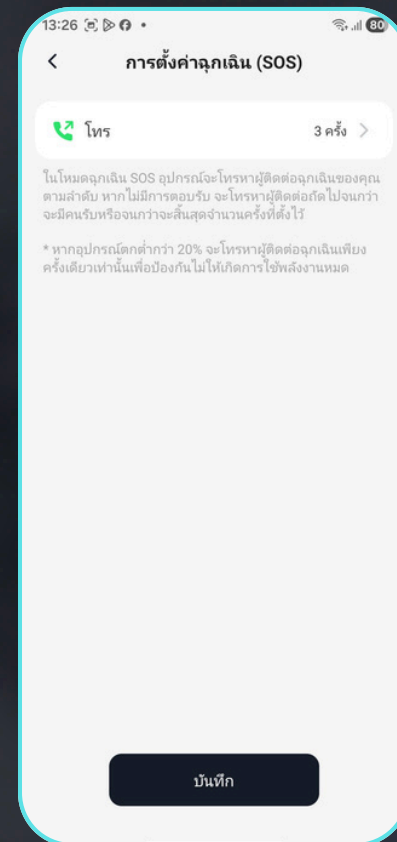 13:26
80
การตั้งค่าฉุกเฉิน (SOS)
โทร 3 ครั้ง
ในโหมดฉุกเฉิน SOS อุปกรณ์จะโทรหาผู้ติดต่อฉุกเฉินของคุณ
ตามลำดับ หากไม่มีการตอบรับ จะโทรหาผู้ติดต่อถัดไปจนกว่า
จะมีคนรับหรือจนกว่าจะสิ้นสุดจำนวนครั้งที่ตั้งไว้
* หากอุปกรณ์ตกต่ำกว่า 20% จะโทรหาผู้ติดต่อฉุกเฉินเพียง
ครั้งเดียวเท่านั้นเพื่อป้องกันไม่ให้เกิดการใช้พลังงานหมด
บันทึก